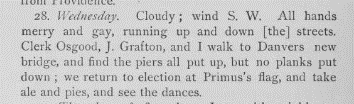 from Providence.
28. Wednesday. Cloudy; wind S. W. All hands
merry and gay, running up and down [the] streets.
Clerk Osgood, J. Grafton, and I walk to Danvers new
bridge, and find the piers all put up, but no planks put
down; we return to election at Primus's flag, and take
ale and pies, and see the dances.